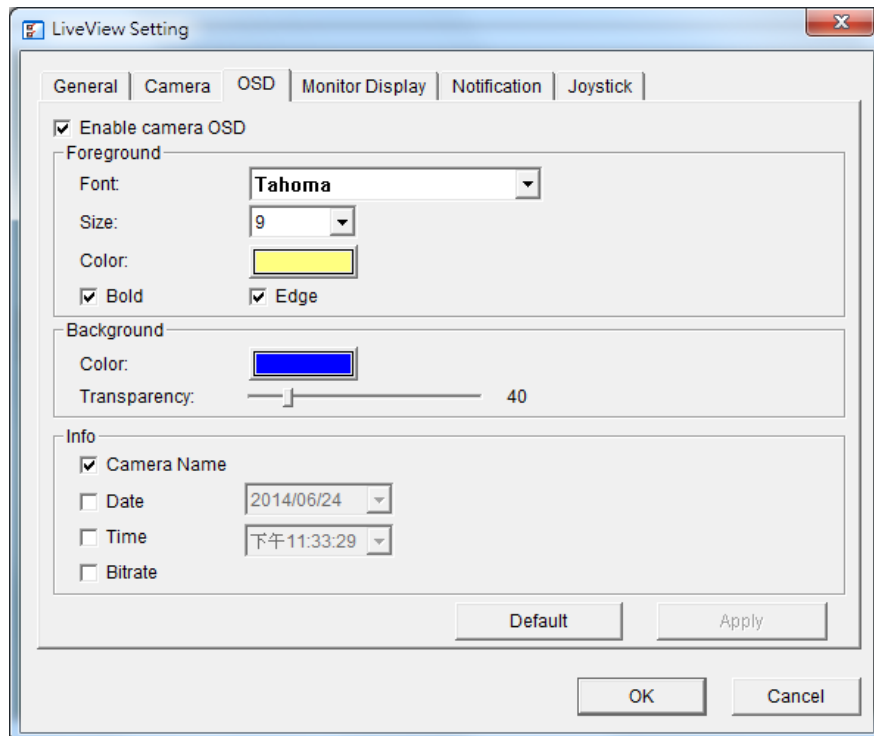 LiveView Setting
General Camera OSD Monitor Display Notification Joystick
Enable camera OSD
Foreground
Font: Tahoma
Size: 9
Color:
Bold Edge
Background
Color:
Transparency: 40
Info
Camera Name
Date 2014/06/24
Time 下午11:33:29
Bitrate
Default Apply
OK Cancel